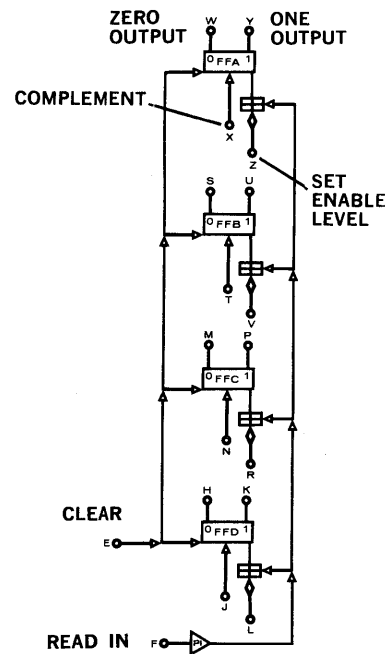 ZERO OUTPUT
ONE OUTPUT
W Y
0 FFA 1
COMPLEMENT
X
Z
SET ENABLE LEVEL
S U
0 FFB 1
T
V
M P
0 FFC 1
N
R
H K
0 FFD 1
CLEAR
E
J
L
READ IN
F
PI